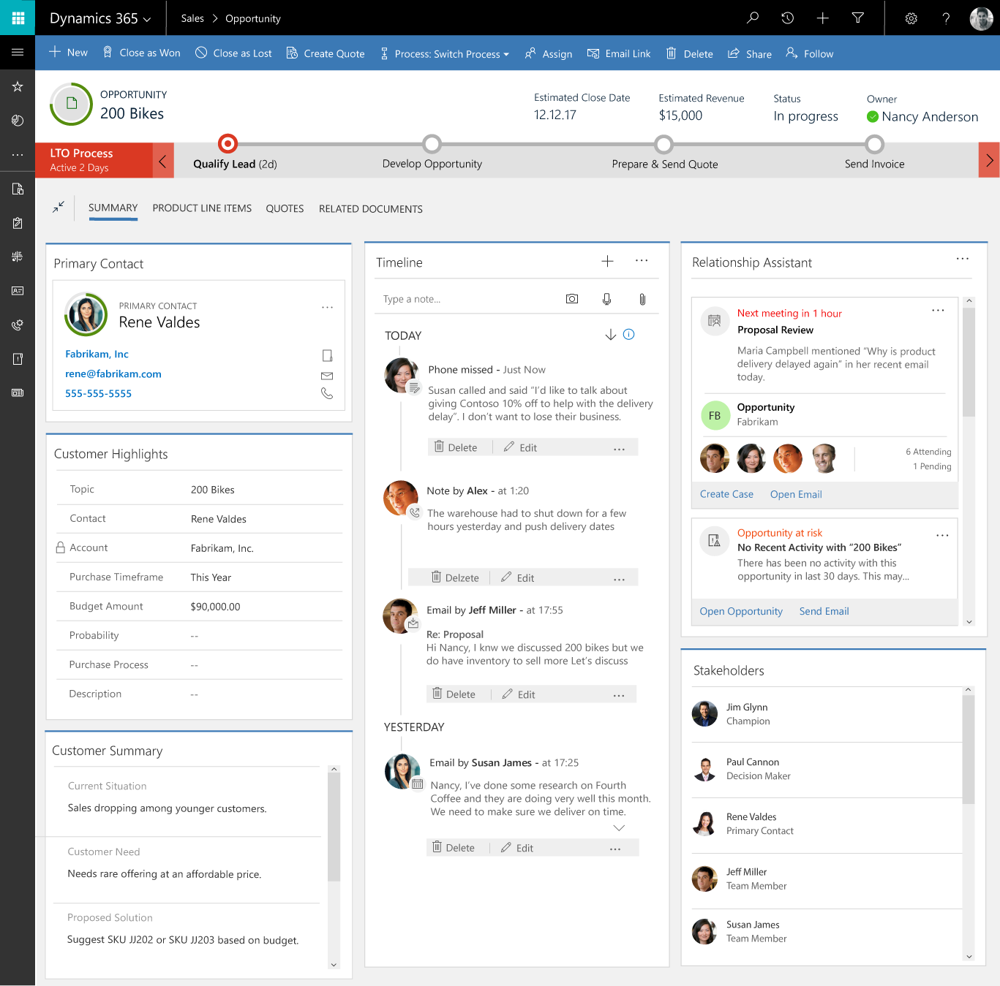 Dynamics 365
Sales > Opportunity
?
New
Close as Won
Close as Lost
Create Quote
Process: Switch Process
Assign
Email Link
Delete
Share
Follow
OPPORTUNITY
200 Bikes
Estimated Close Date
12.12.17
Estimated Revenue
$15,000
Status
In progress
Owner
Nancy Anderson
LTO Process
Active 2 Days
Qualify Lead (2d)
Develop Opportunity
Prepare & Send Quote
Send Invoice
SUMMARY
PRODUCT LINE ITEMS
QUOTES
RELATED DOCUMENTS
Primary Contact
PRIMARY CONTACT
Rene Valdes
Fabrikam, Inc
rene@fabrikam.com
555-555-5555
Customer Highlights
Topic 200 Bikes
Contact Rene Valdes
Account Fabrikam, Inc.
Purchase Timeframe This Year
Budget Amount $90,000.00
Probability --
Purchase Process --
Description --
Customer Summary
Current Situation
Sales dropping among younger customers.
Customer Need
Needs rare offering at an affordable price.
Proposed Solution
Suggest SKU JJ202 or SKU JJ203 based on budget.
Timeline
Type a note...
TODAY
Phone missed - Just Now
Susan called and said “I’d like to talk about
giving Contoso 10% off to help with the delivery
delay”. I don’t want to lose their business.
Delete Edit ...
Note by Alex - at 1:20
The warehouse had to shut down for a few
hours yesterday and push delivery dates
Delzete Edit ...
Email by Jeff Miller - at 17:55
Re: Proposal
Hi Nancy, I knw we discussed 200 bikes but we
do have inventory to sell more Let’s discuss
Delete Edit ...
YESTERDAY
Email by Susan James - at 17:25
Nancy, I’ve done some research on Fourth
Coffee and they are doing very well this month.
We need to make sure we deliver on time.
Delete Edit ...
Relationship Assistant
Next meeting in 1 hour
Proposal Review
Maria Campbell mentioned “Why is product
delivery delayed again” in her recent email
today.
FB
Opportunity
Fabrikam
6 Attending
1 Pending
Create Case Open Email
Opportunity at risk
No Recent Activity with “200 Bikes”
There has been no activity with this
opportunity in last 30 days. This may...
Open Opportunity Send Email
Stakeholders
Jim Glynn
Champion
Paul Cannon
Decision Maker
Rene Valdes
Primary Contact
Jeff Miller
Team Member
Susan James
Team Member